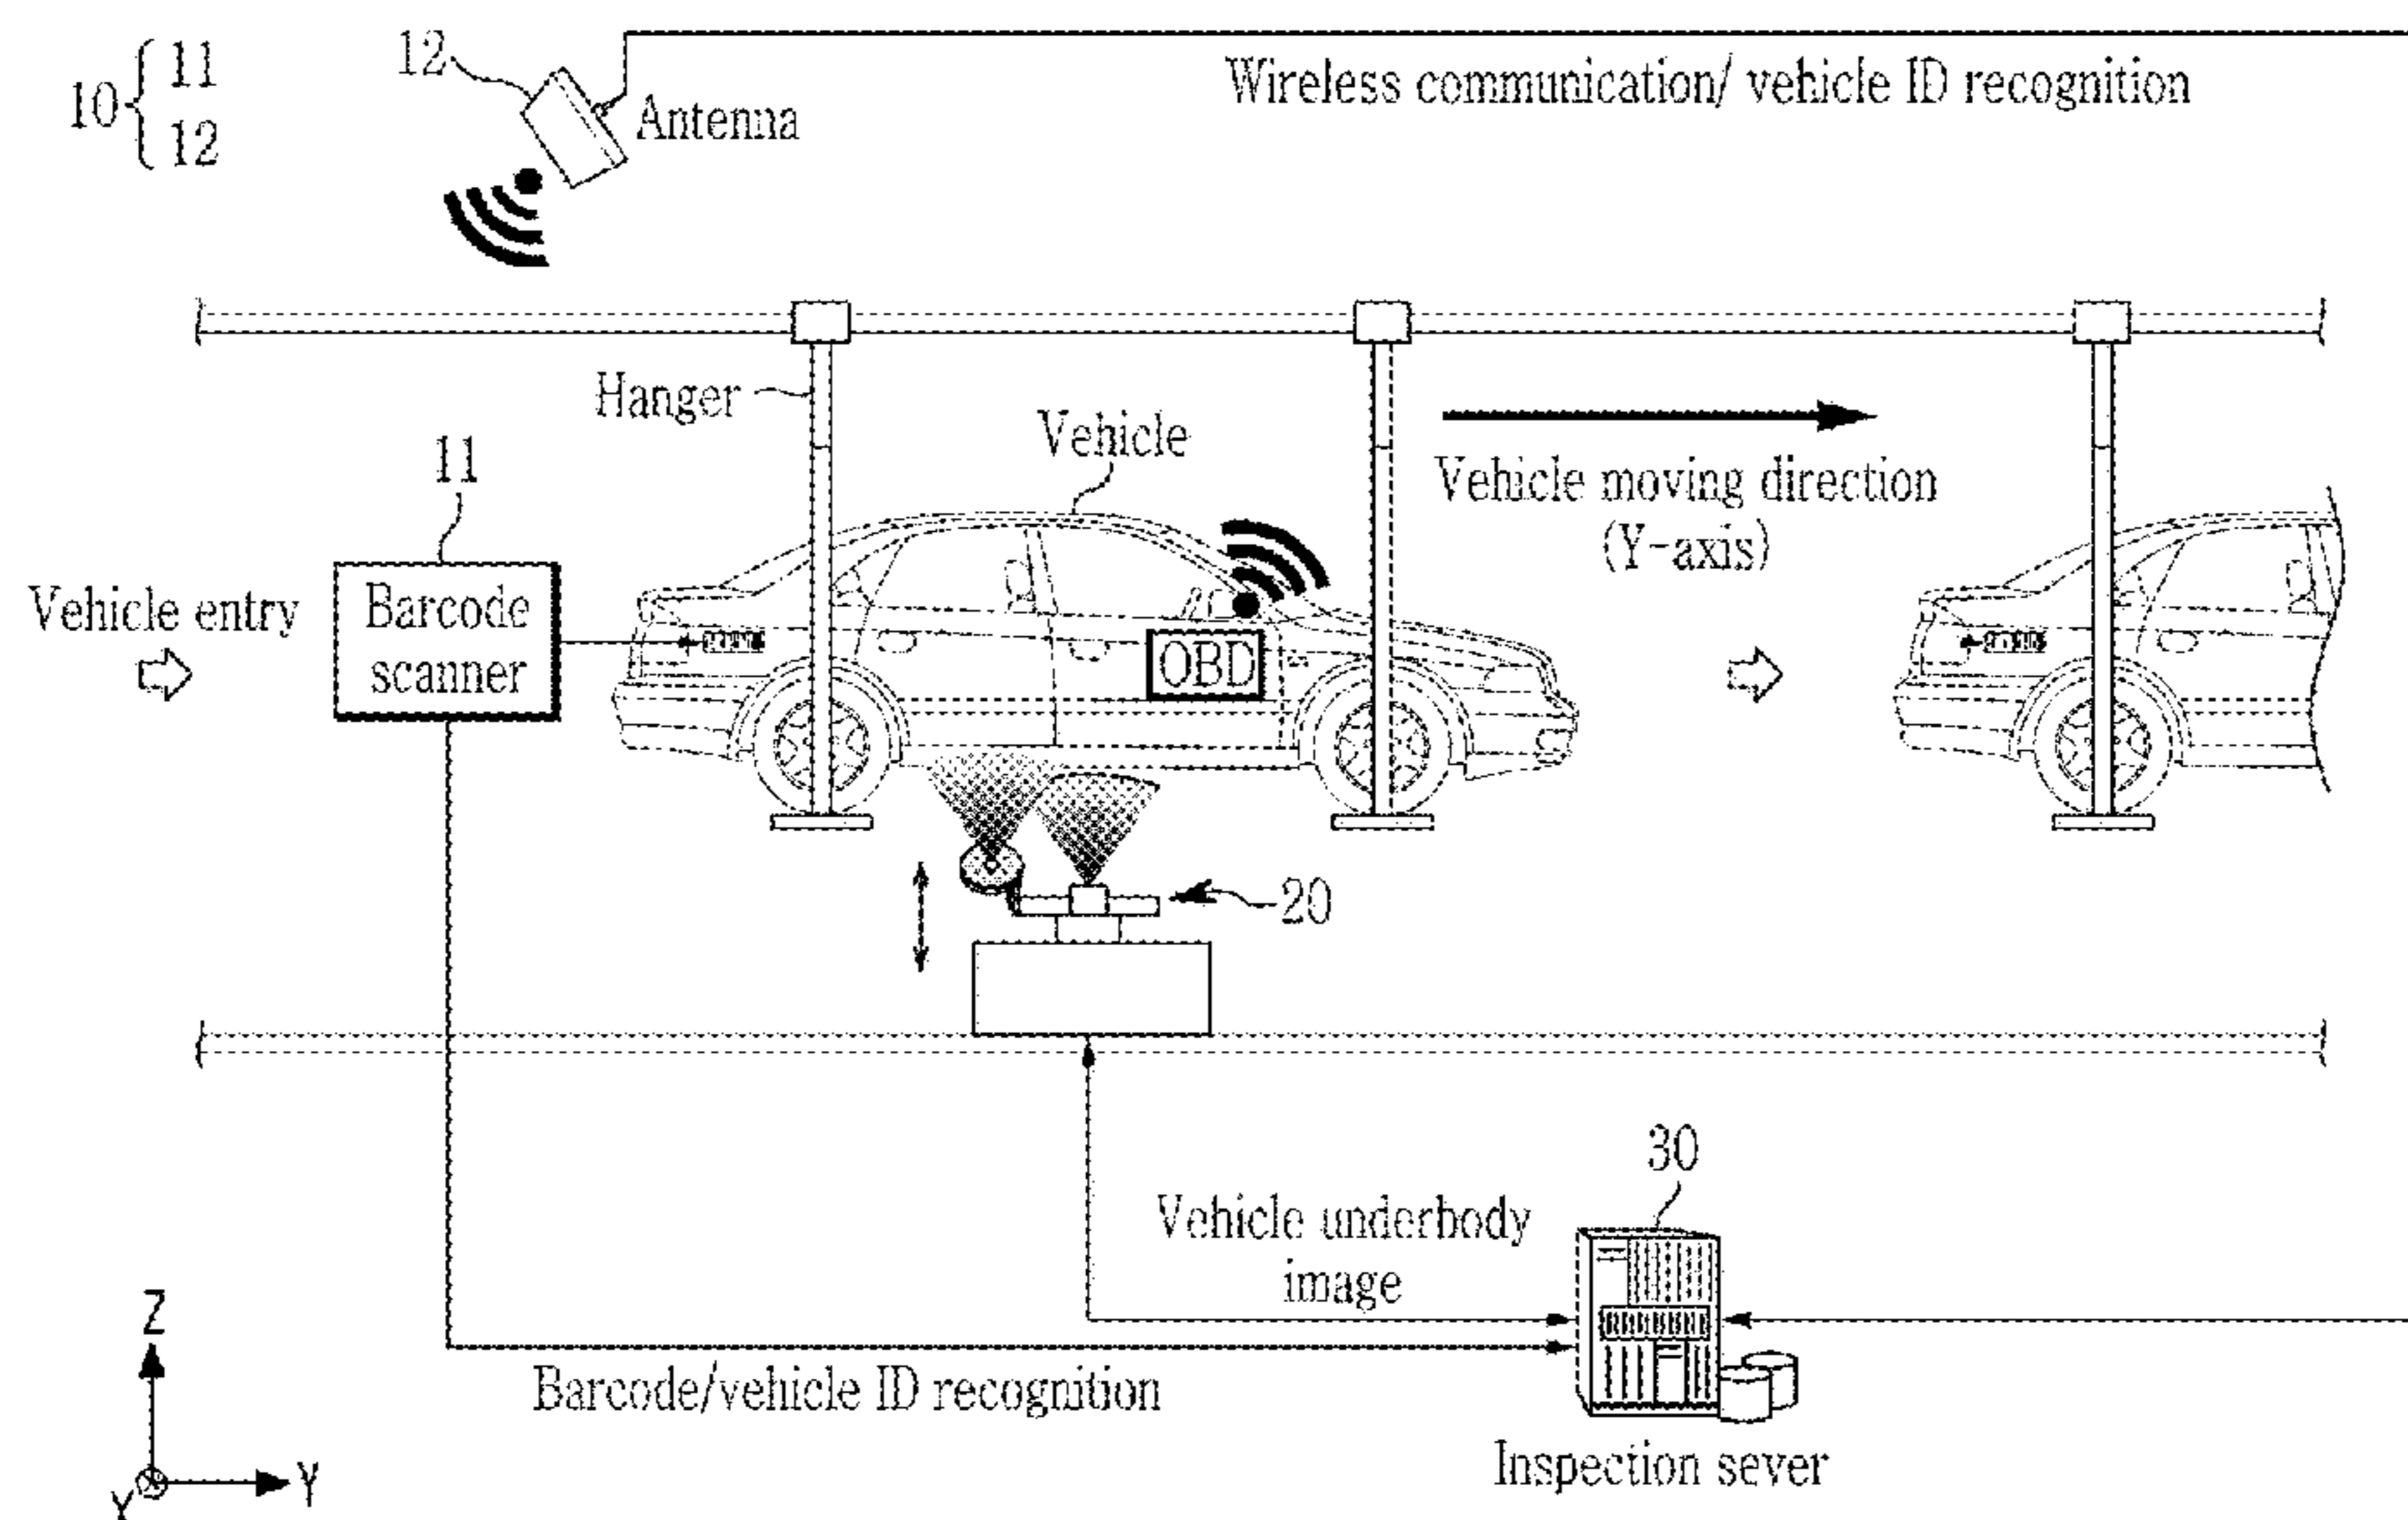 10
11
12
12
Antenna
Wireless communication/ vehicle ID recognition
Hanger
Vehicle
Vehicle moving direction
(Y-axis)
11
Vehicle entry
Barcode
scanner
OBD
20
30
Vehicle underbody
image
Barcode/vehicle ID recognition
Inspection sever
Z
Y